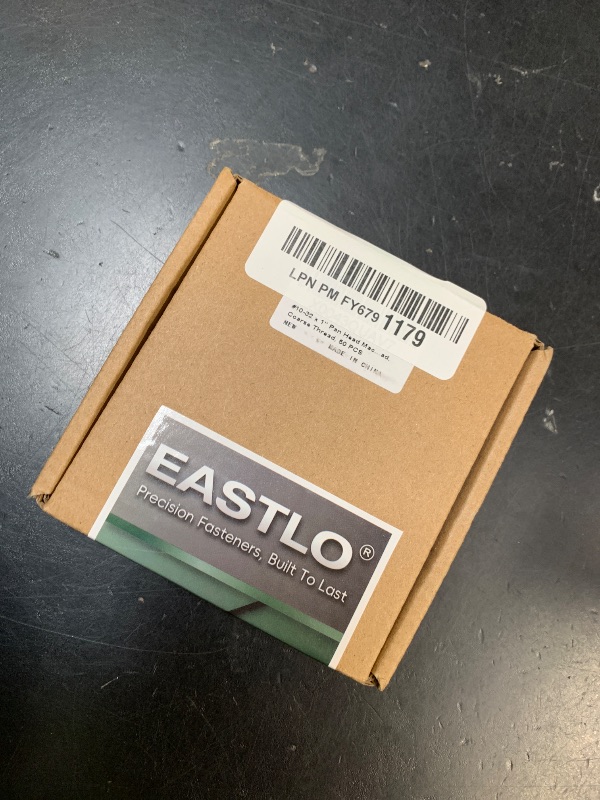 LPN PM FY679 1179
#10-32 x 1" Pan Head Mac...ad,
Coarse Thread, 50 PCS
NEW MADE IN CHINA
EASTLO®
Precision Fasteners, Built To Last